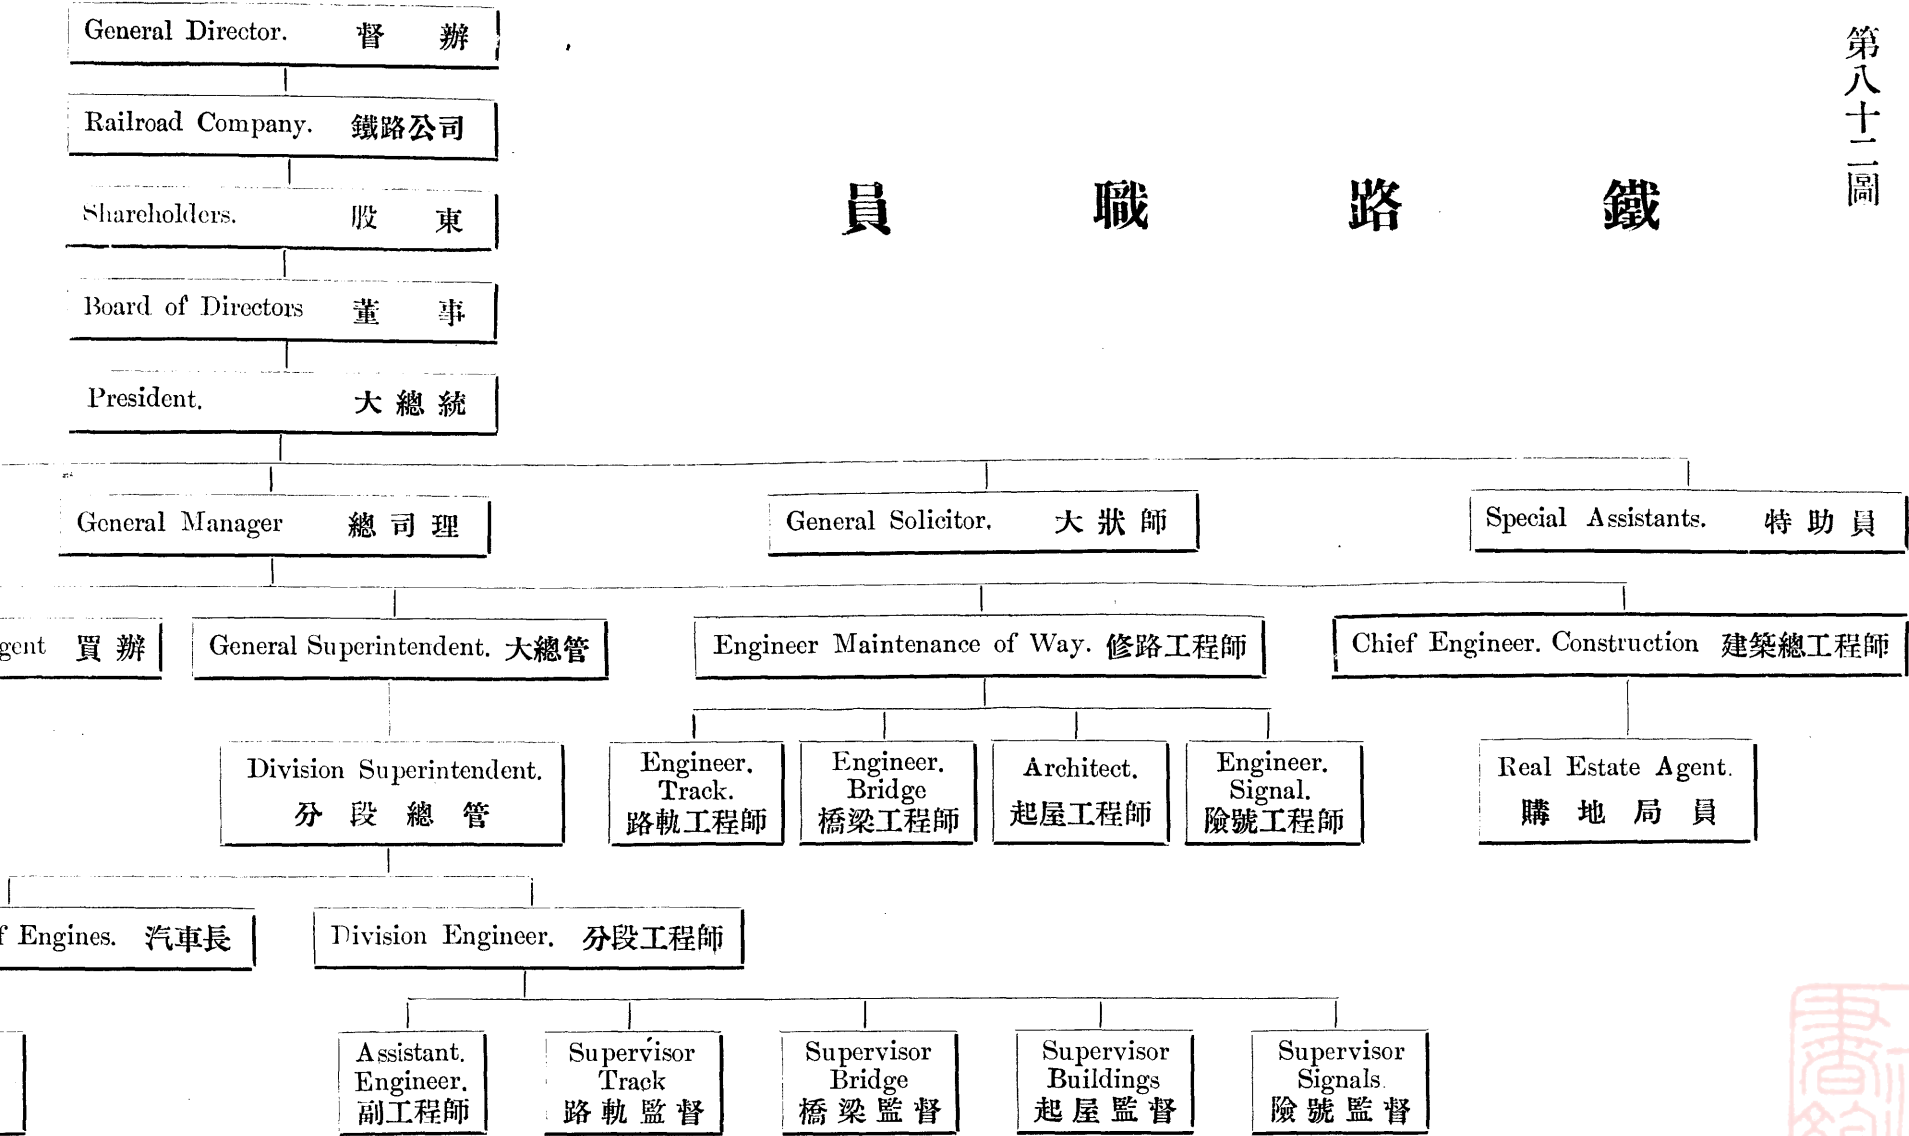 第八十二圖
鐵路職員
General Director. 督辦
Railroad Company. 鐵路公司
Shareholders. 股東
Board of Directors 董事
President. 大總統
General Manager 總司理
General Solicitor. 大狀師
Special Assistants. 特助員
gent 買辦
General Superintendent. 大總管
Engineer Maintenance of Way. 修路工程師
Chief Engineer. Construction 建築總工程師
Division Superintendent.
分段總管
Engineer.
Track.
路軌工程師
Engineer.
Bridge
橋梁工程師
Architect.
起屋工程師
Engineer.
Signal.
險號工程師
Real Estate Agent.
購地局員
f Engines. 汽車長
Division Engineer. 分段工程師
Assistant.
Engineer.
副工程師
Supervisor
Track
路軌監督
Supervisor
Bridge
橋梁監督
Supervisor
Buildings
起屋監督
Supervisor
Signals.
險號監督